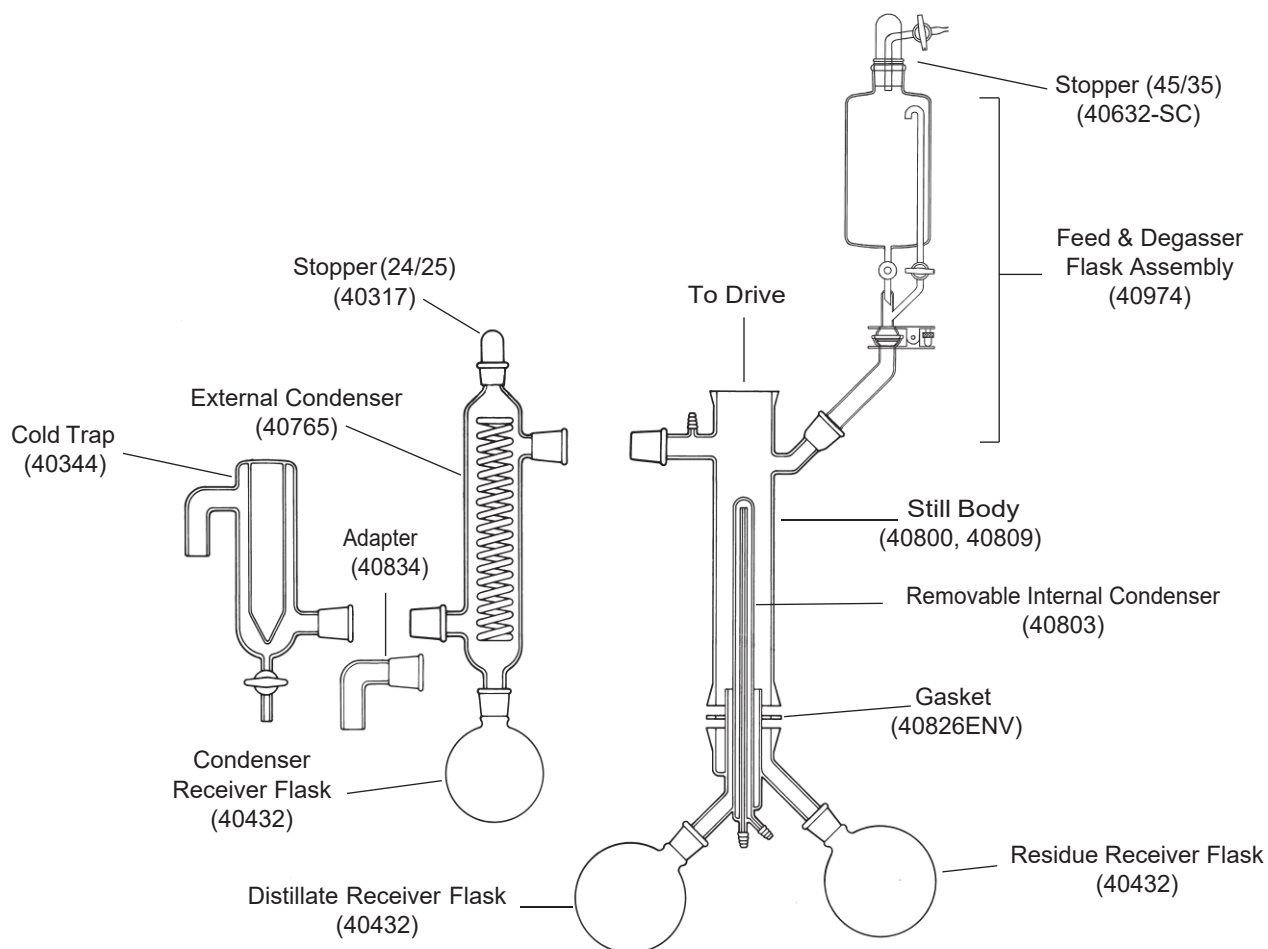 Stopper (45/35)
(40632-SC)
Feed & Degasser
Flask Assembly
(40974)
Stopper (24/25)
(40317)
To Drive
External Condenser
(40765)
Cold Trap
(40344)
Adapter
(40834)
Still Body
(40800, 40809)
Removable Internal Condenser
(40803)
Gasket
(40826ENV)
Condenser
Receiver Flask
(40432)
Residue Receiver Flask
(40432)
Distillate Receiver Flask
(40432)